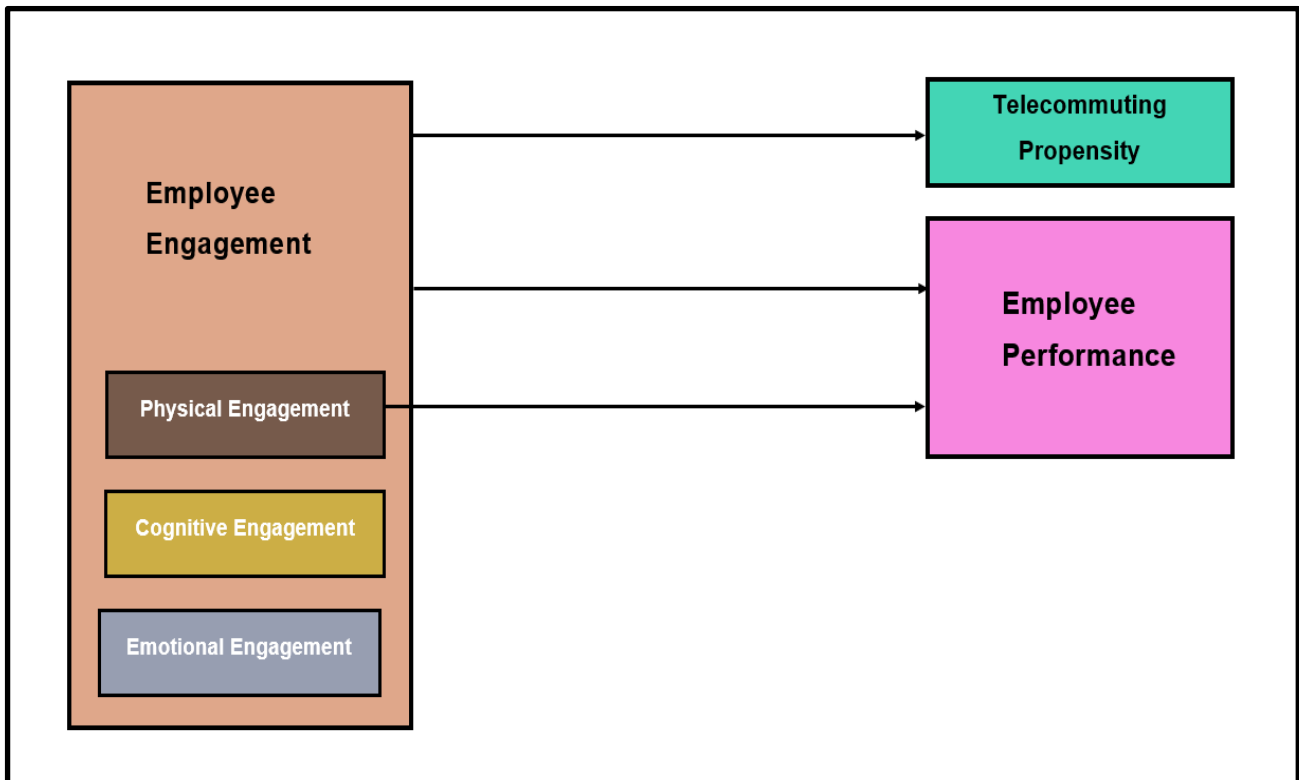 Telecommuting
Propensity
Employee
Engagement
Employee
Performance
Physical Engagement
Cognitive Engagement
Emotional Engagement